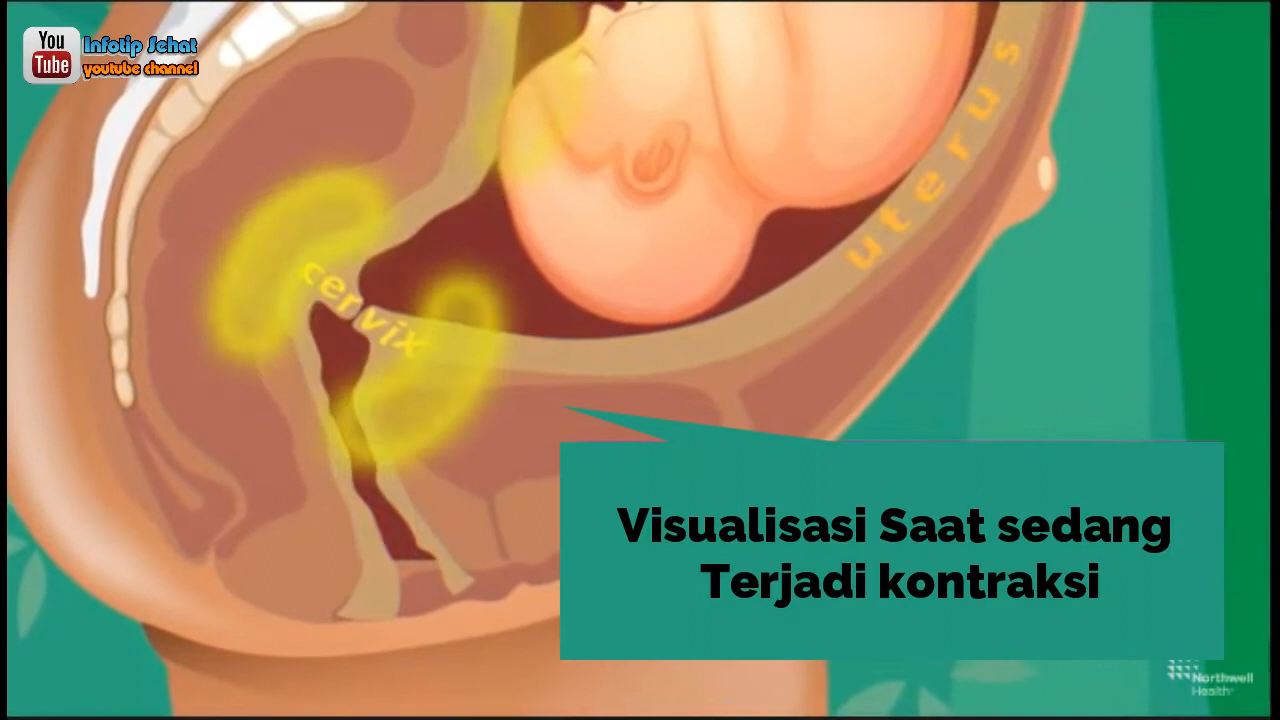 You
Tube
Infotip Sehat
youtube channel
uterus
cervix
Visualisasi Saat sedang
Terjadi kontraksi
Northwell
Health